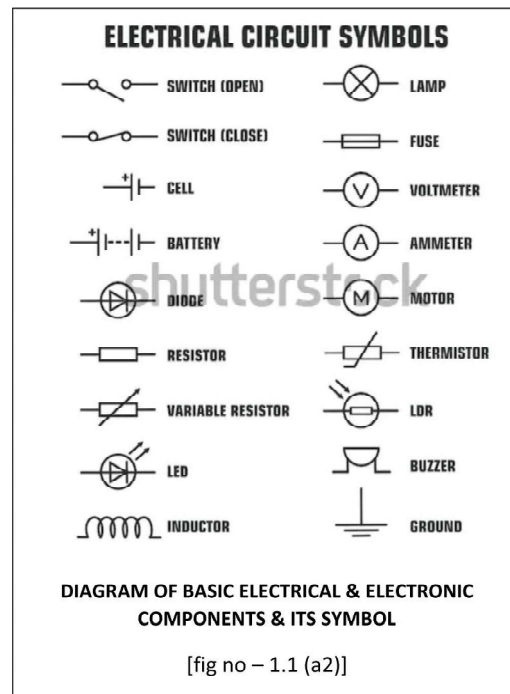 ELECTRICAL CIRCUIT SYMBOLS
SWITCH (OPEN)
LAMP
SWITCH (CLOSE)
FUSE
+
CELL
V
VOLTMETER
+
BATTERY
A
AMMETER
shutterstock
DIODE
M
MOTOR
RESISTOR
THERMISTOR
VARIABLE RESISTOR
LDR
LED
BUZZER
INDUCTOR
GROUND
DIAGRAM OF BASIC ELECTRICAL & ELECTRONIC
COMPONENTS & ITS SYMBOL
[fig no – 1.1 (a2)]